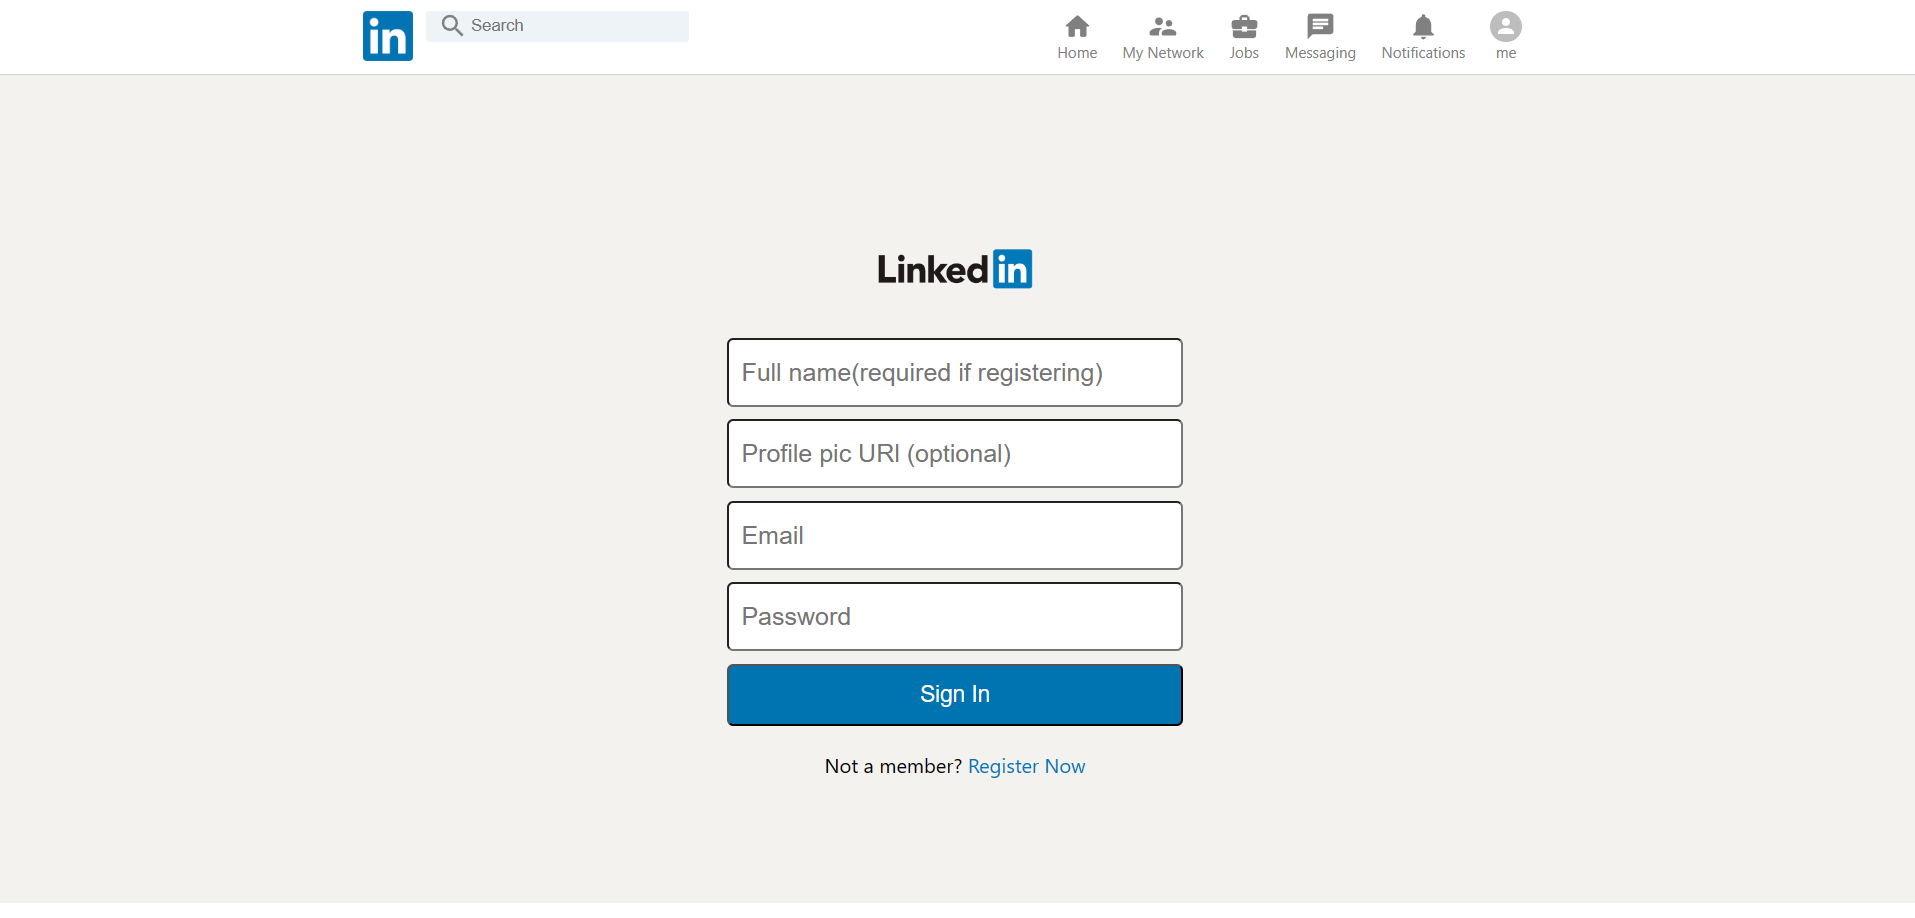 in
Search
Home
My Network
Jobs
Messaging
Notifications
me
Linkedin
Full name(required if registering)
Profile pic URl (optional)
Email
Password
Sign In
Not a member? Register Now